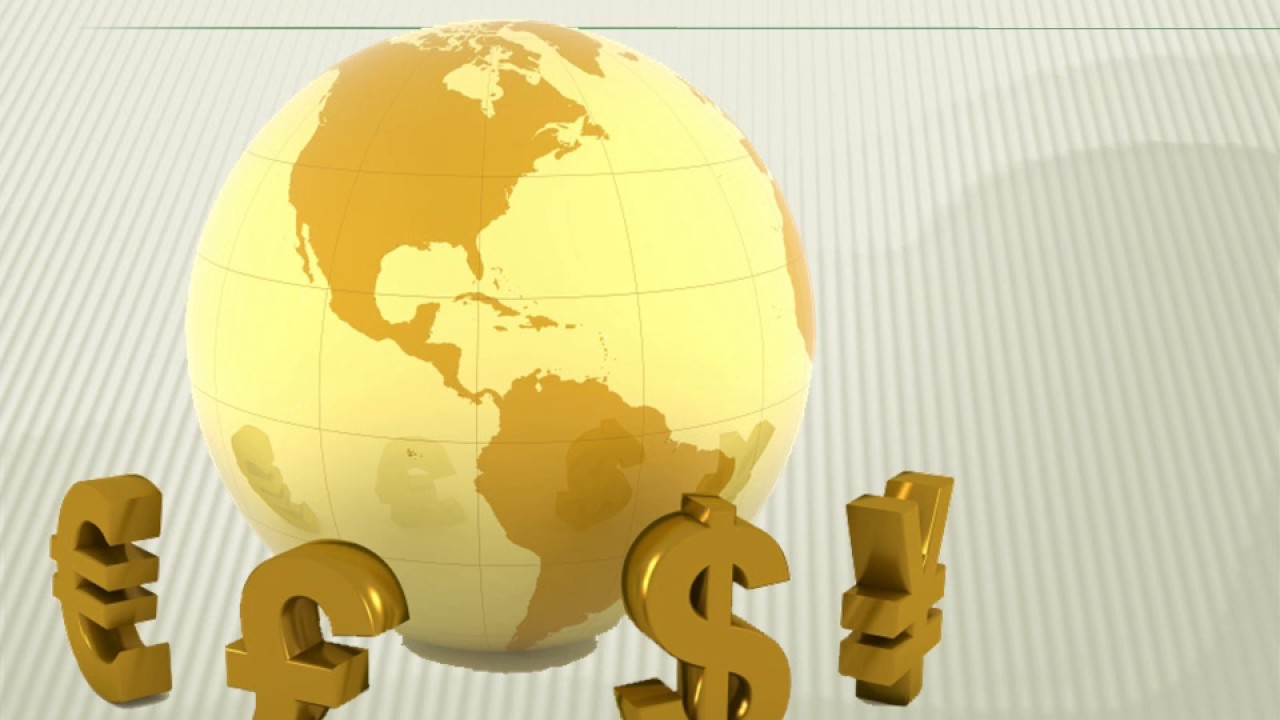 € £ $ ¥